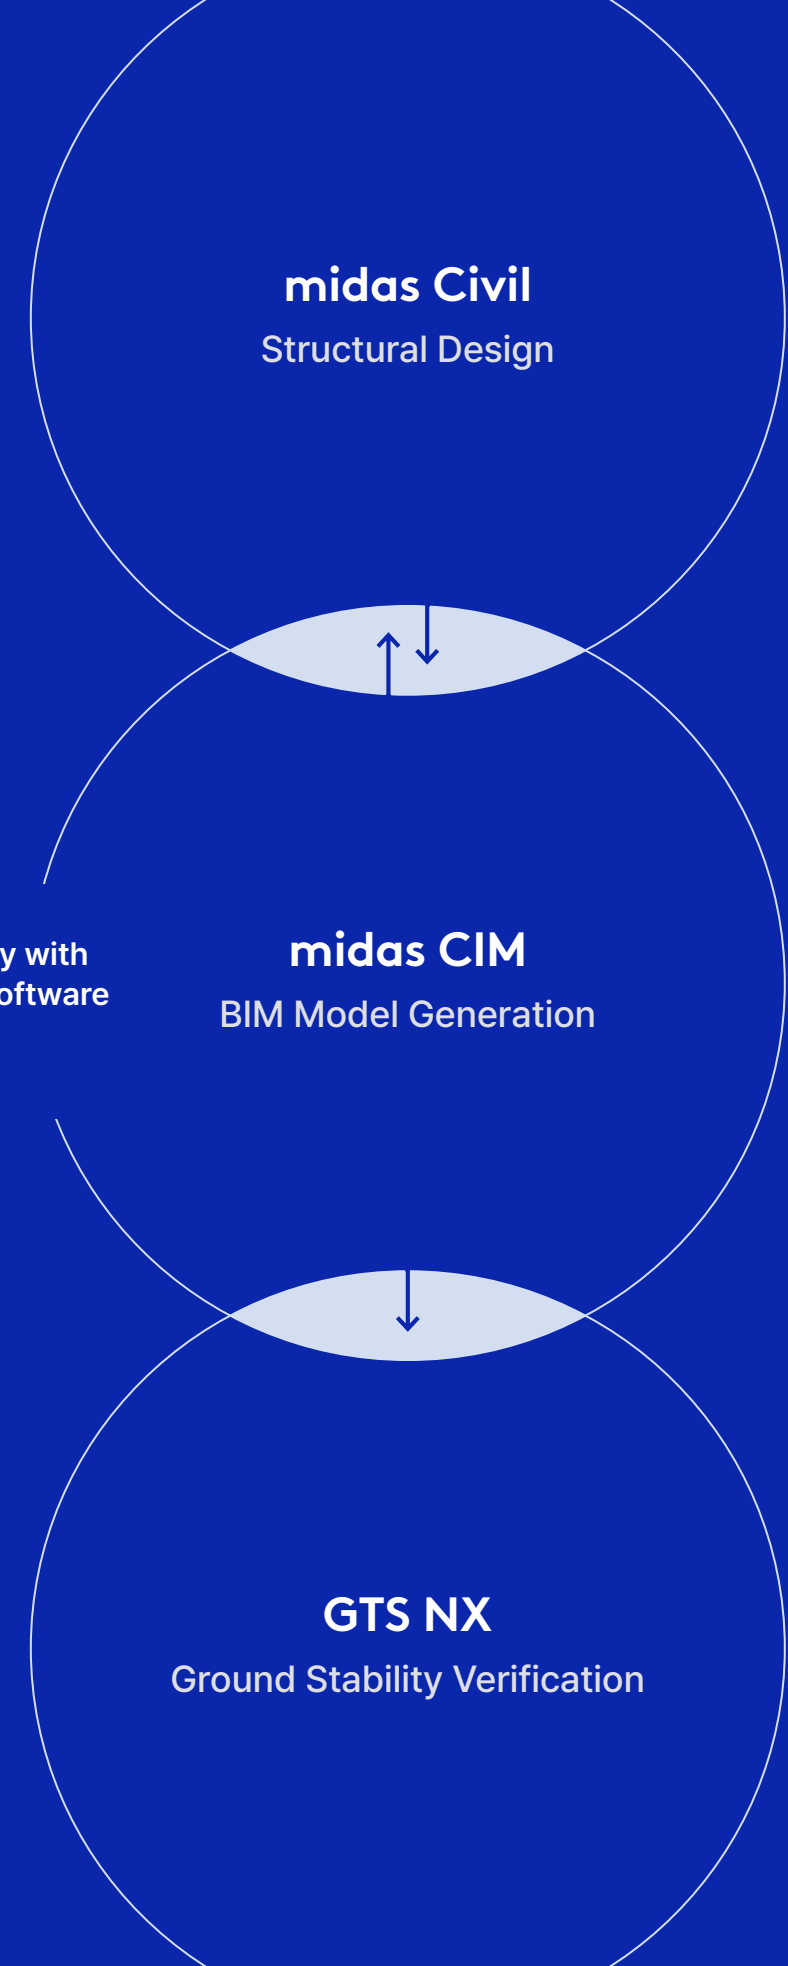 midas Civil
Structural Design
y with
oftware
midas CIM
BIM Model Generation
GTS NX
Ground Stability Verification